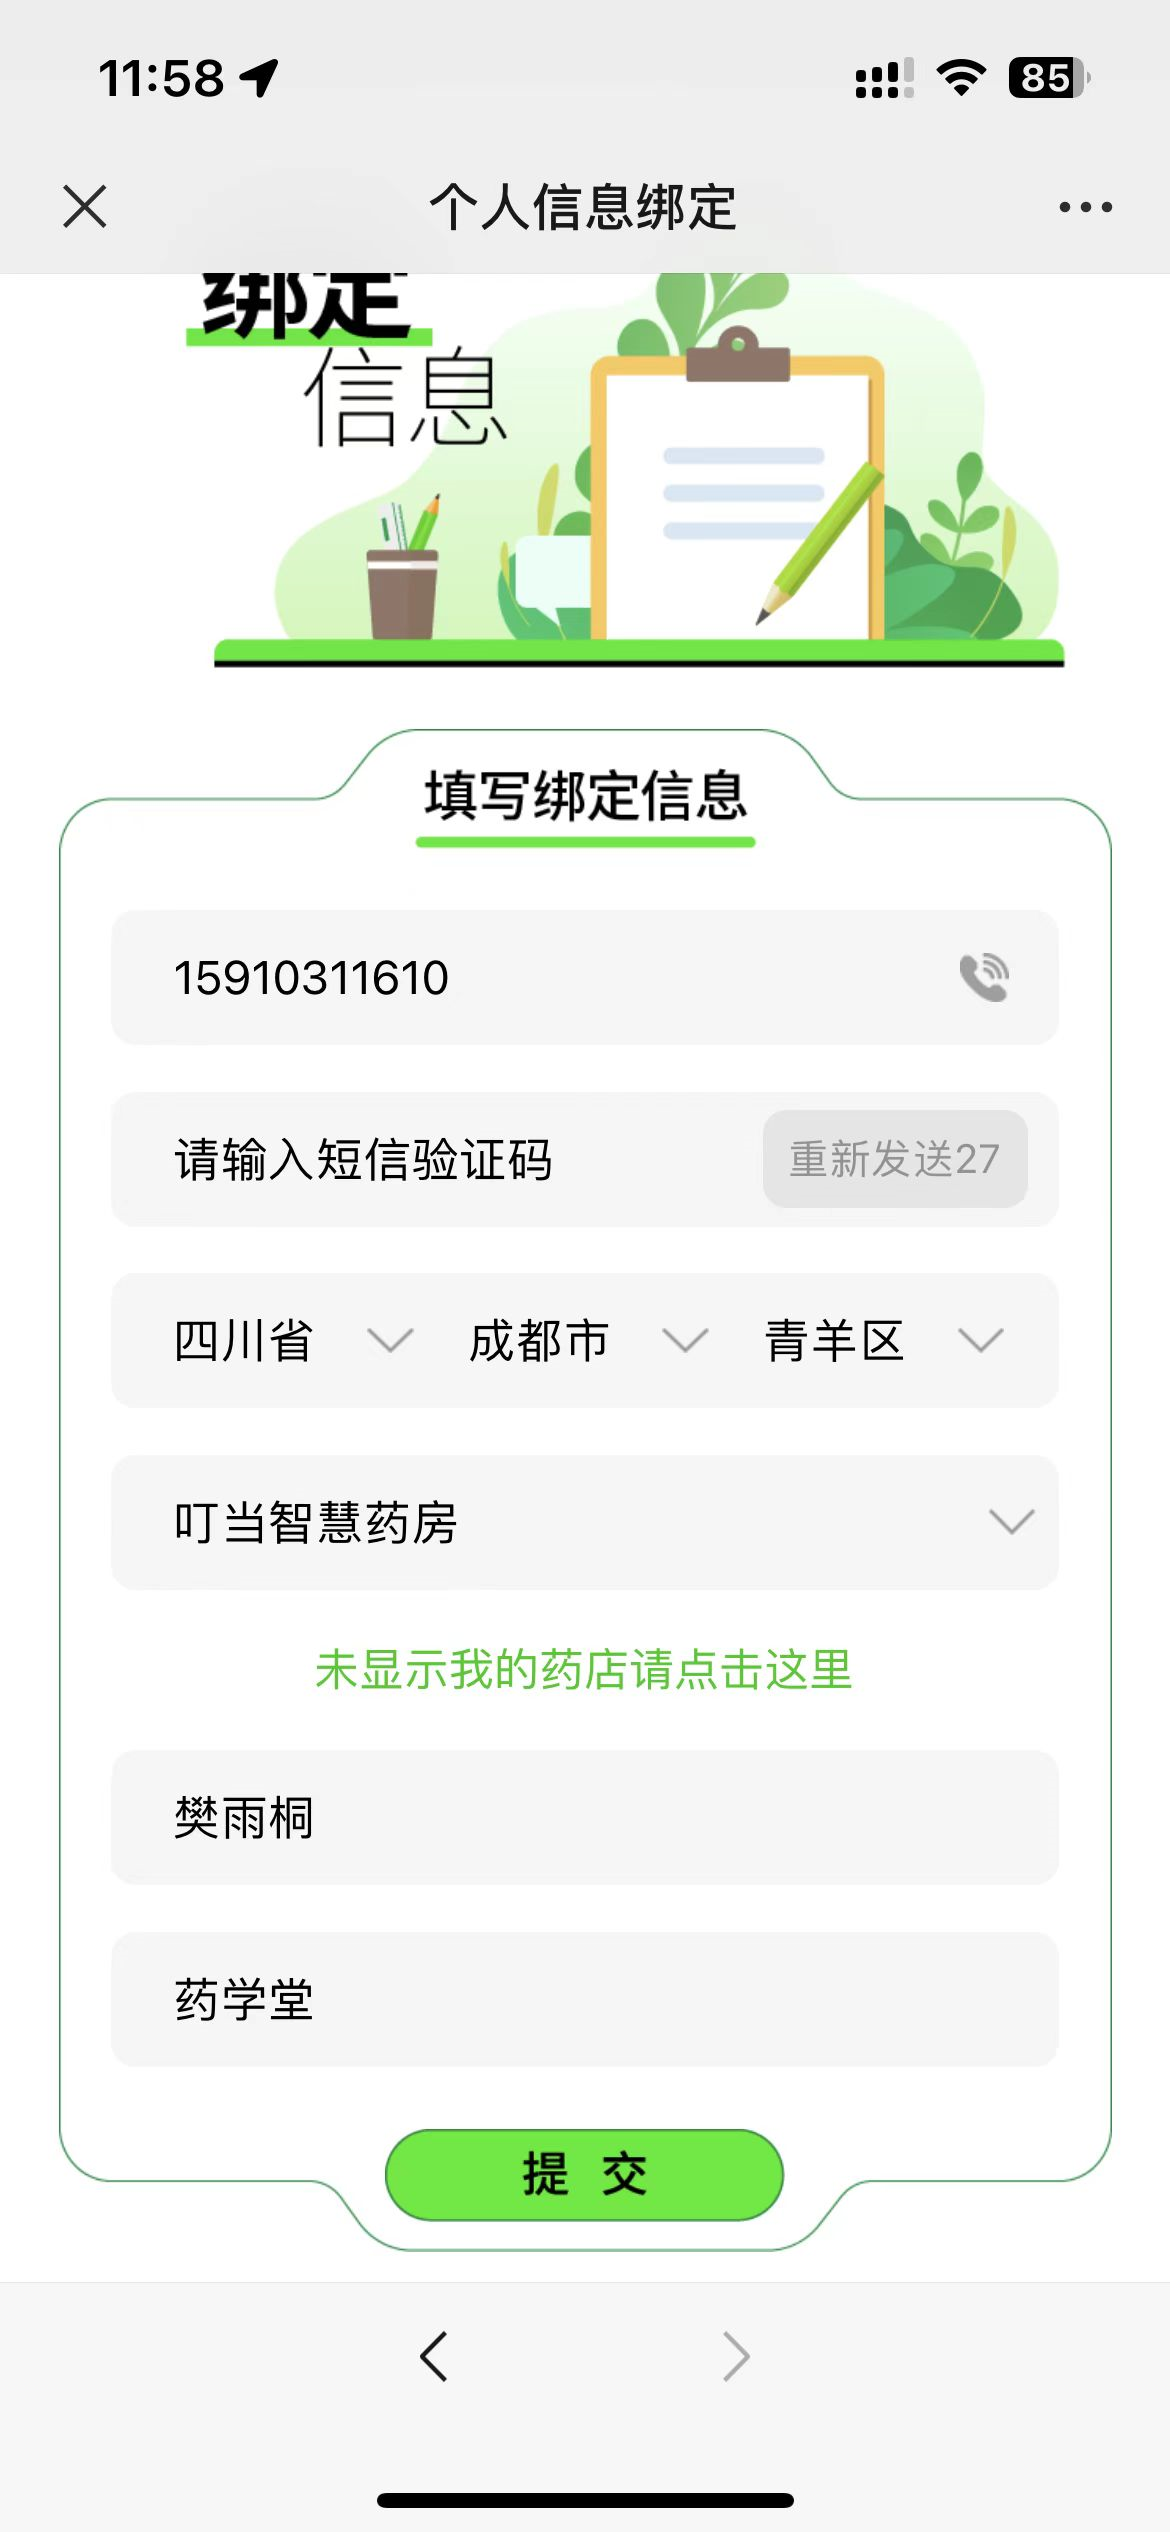 11:58
85
个人信息绑定
绑定
信息
填写绑定信息
15910311610
请输入短信验证码 重新发送27
四川省 成都市 青羊区
叮当智慧药房
未显示我的药店请点击这里
樊雨桐
药学堂
提 交